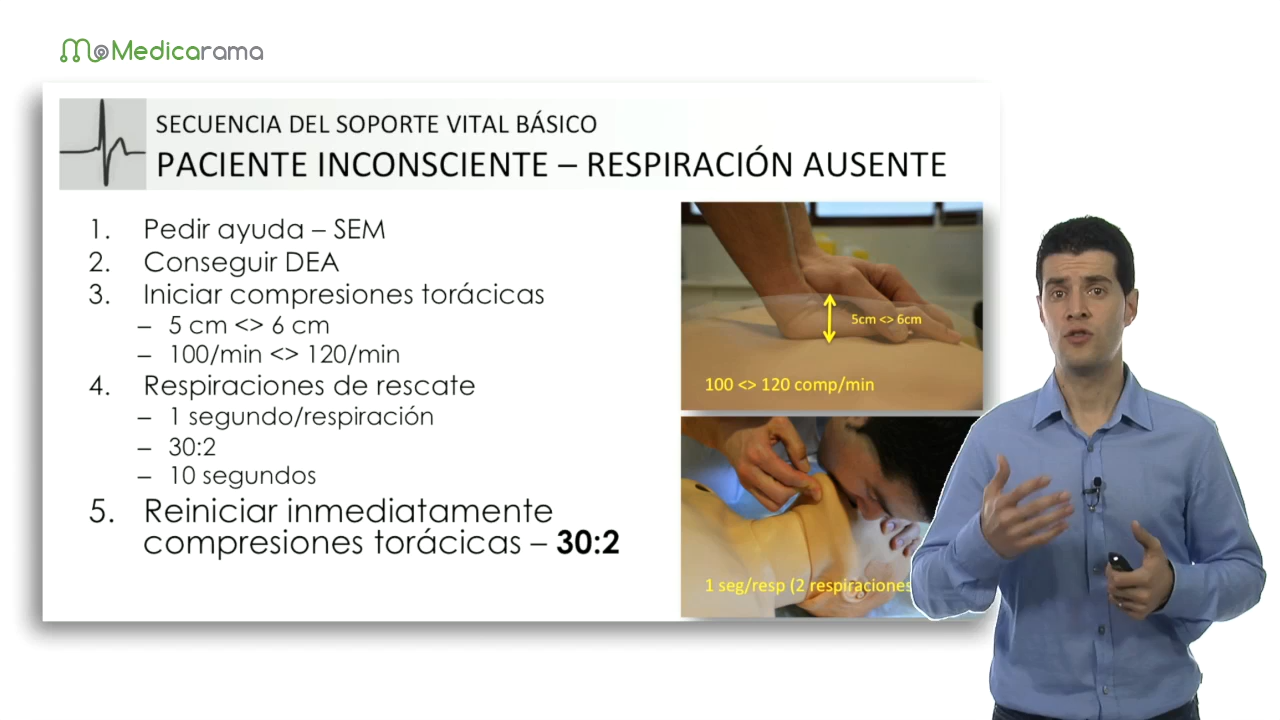 Medicarama
SECUENCIA DEL SOPORTE VITAL BÁSICO
PACIENTE INCONSCIENTE – RESPIRACIÓN AUSENTE
1. Pedir ayuda – SEM
2. Conseguir DEA
3. Iniciar compresiones torácicas
– 5 cm <> 6 cm
– 100/min <> 120/min
4. Respiraciones de rescate
– 1 segundo/respiración
– 30:2
– 10 segundos
5. Reiniciar inmediatamente
compresiones torácicas – 30:2
5cm <> 6cm
100 <> 120 comp/min
1 seg/resp (2 respiraciones